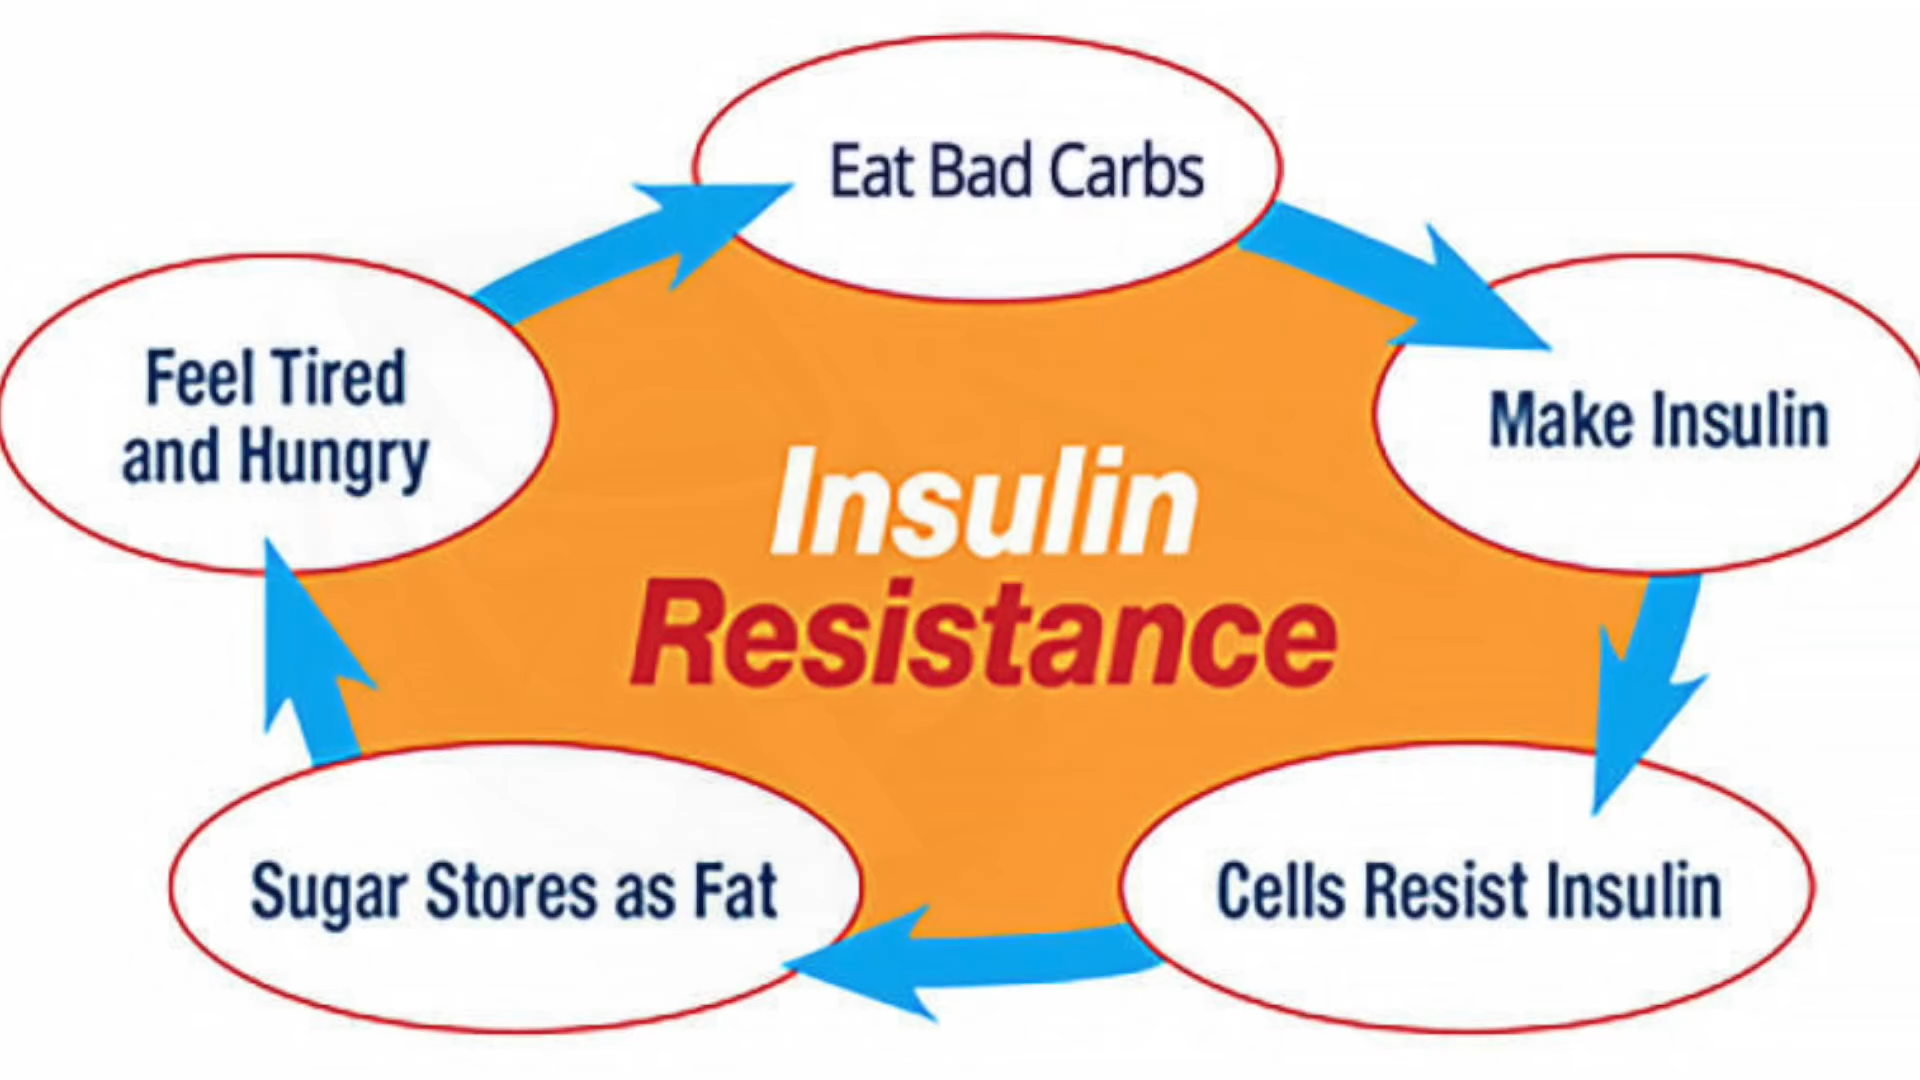 Eat Bad Carbs
Make Insulin
Cells Resist Insulin
Sugar Stores as Fat
Feel Tired
and Hungry
Insulin
Resistance